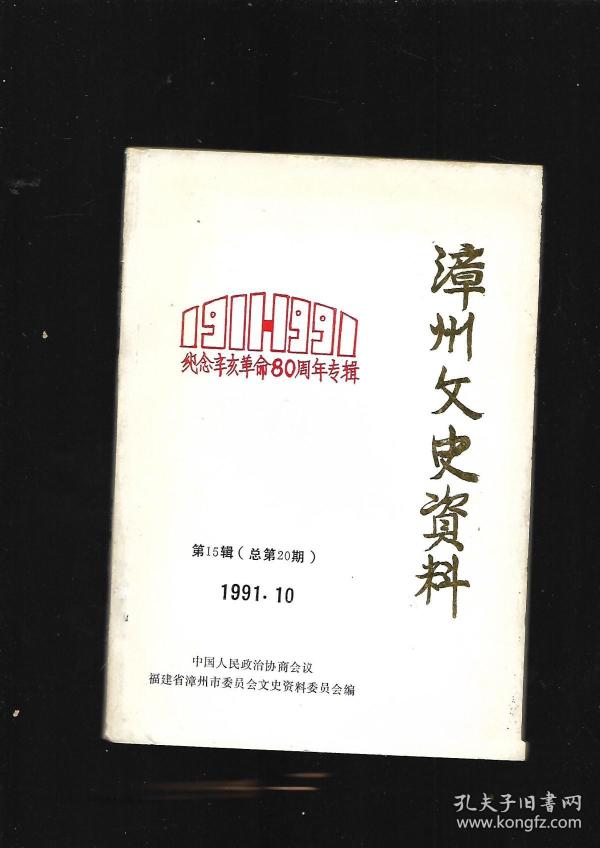 漳州文史資料
1911-1991
纪念辛亥革命80周年专辑
第15辑(总第20期)
1991.10
中国人民政治协商会议
福建省漳州市委员会文史资料委员会编
孔夫子旧书网
www.kongfz.com